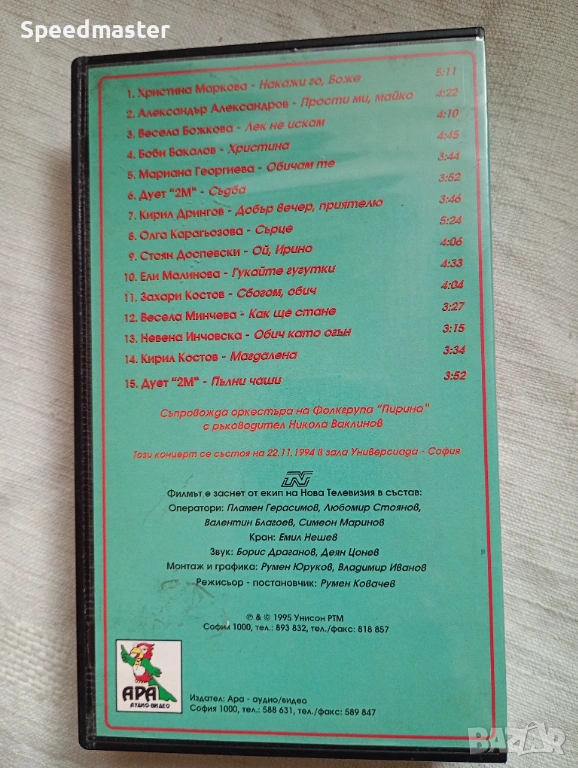 Speedmaster
1. Християна Маркова - Накажи го, Боже 5:11
2. Александър Александров - Прости ми, майко 4:22
3. Весела Божкова - Лек не искам 4:10
4. Боби Бакалов - Христина 4:45
5. Мариана Георгиева - Обичам те 3:44
6. Дует "2М" - Съдба 3:52
7. Кирил Дрингов - Добър вечер, приятелю 3:46
8. Олга Карагьозова - Сърце 5:24
9. Стоян Доспевски - Ой, Ирино 4:06
10. Ели Малинова - Гукайте гугутки 4:33
11. Захари Костов - Сбогом, обич 4:04
12. Весела Минчева - Как ще стане 3:27
13. Невена Инчовска - Обич като огън 3:15
14. Кирил Костов - Магдалена 3:34
15. Дует "2М" - Пълни чаши 3:52
Съпровожда оркестъра на Фолкгрупа "Пирина"
с ръководител Никола Ваклинов
Този концерт се състоя на 22.11.1994 в зала Универсиада - София
Филмът е заснет от екип на Нова Телевизия в състав:
Оператори: Пламен Герасимов, Любомир Стоянов,
Валентин Благоев, Симеон Маринов
Кран: Емил Нешев
Звук: Борис Драганов, Деян Цонев
Монтаж и графика: Румен Юруков, Владимир Иванов
Режисьор - постановчик: Румен Ковачев
℗ & © 1995 Унисон РТМ
София 1000, тел.: 893 832, тел./факс: 818 857
АРА
АУДИО-ВИДЕО
Издател: Ара - аудио/видео
София 1000, тел.: 588 631, тел./факс: 589 847
BAZAR